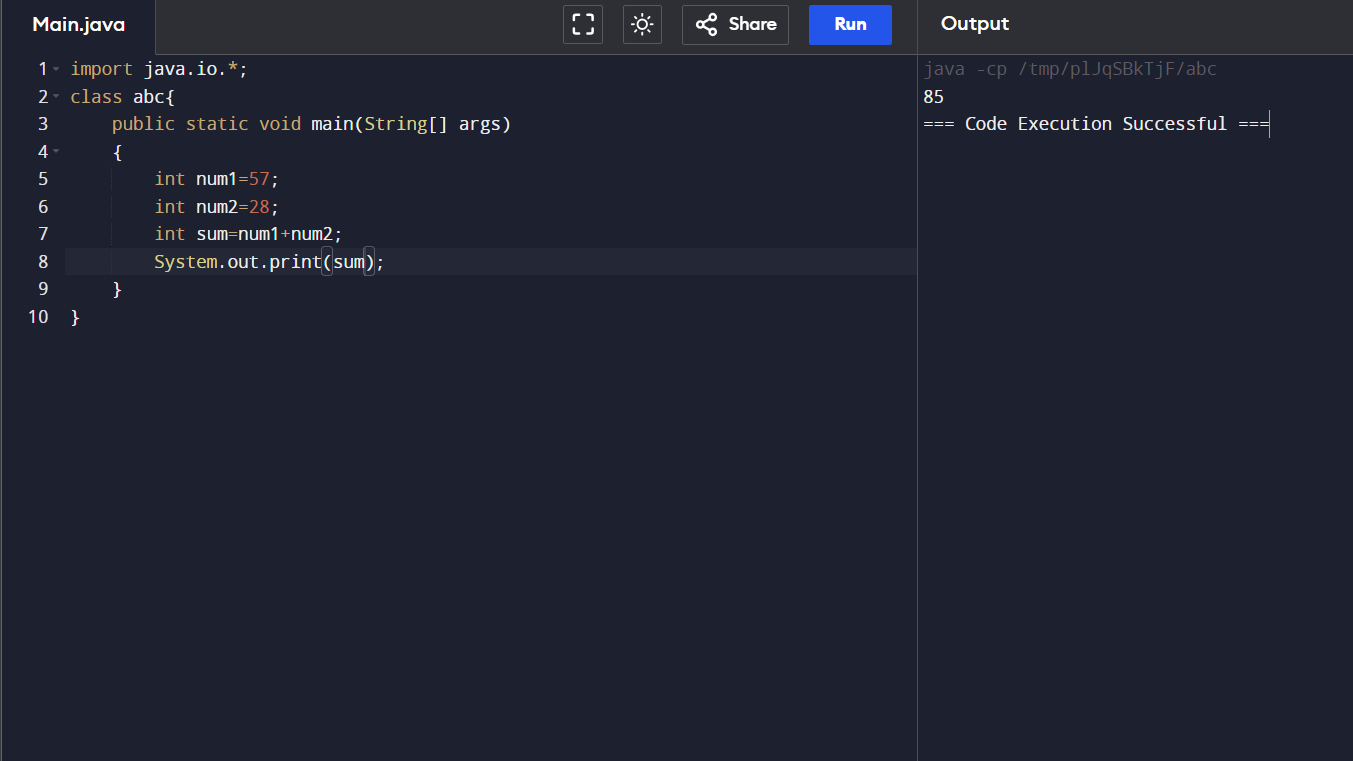 Main.java
Share
Run
Output
1 import java.io.*;
2 class abc{
3     public static void main(String[] args)
4     {
5         int num1=57;
6         int num2=28;
7         int sum=num1+num2;
8         System.out.print(sum);
9     }
10 }
java -cp /tmp/plJqSBkTjF/abc
85
=== Code Execution Successful ===